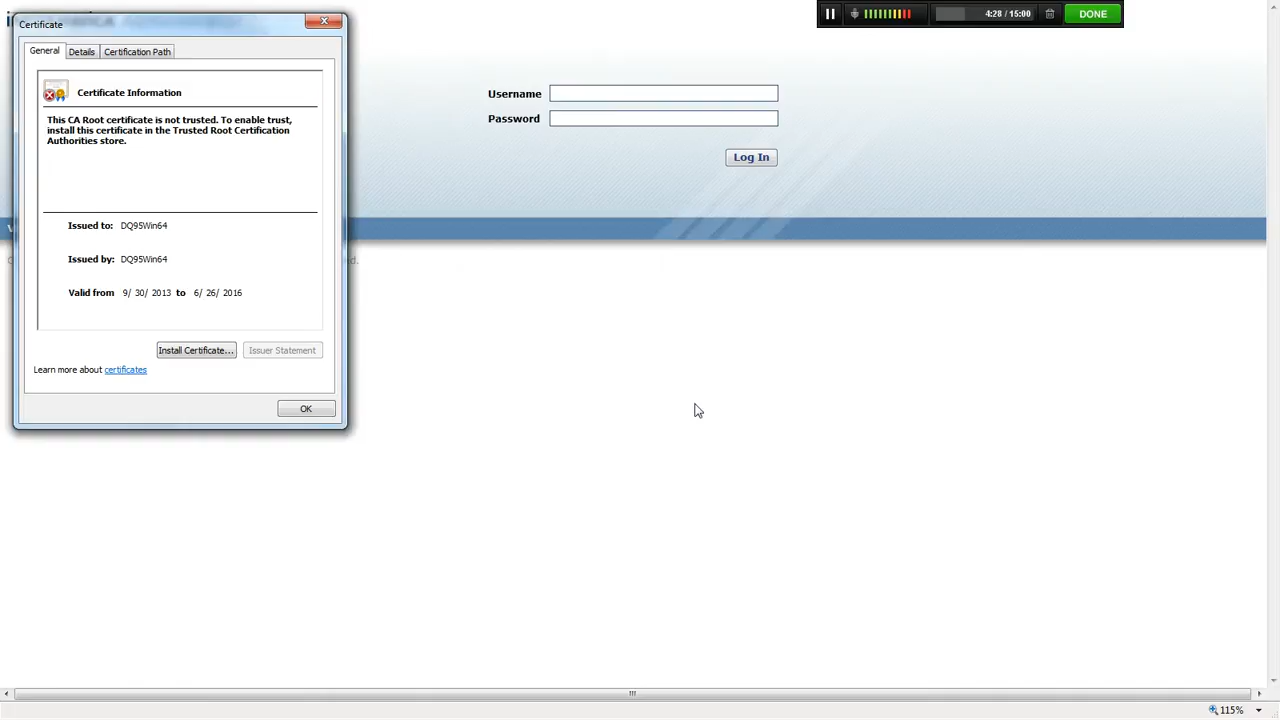 Certificate
4:28 / 15:00
DONE
General
Details
Certification Path
Certificate Information
This CA Root certificate is not trusted. To enable trust,
install this certificate in the Trusted Root Certification
Authorities store.
Issued to: DQ95Win64
Issued by: DQ95Win64
Valid from 9/ 30/ 2013 to 6/ 26/ 2016
Install Certificate...
Issuer Statement
Learn more about certificates
OK
Username
Password
Log In
115%